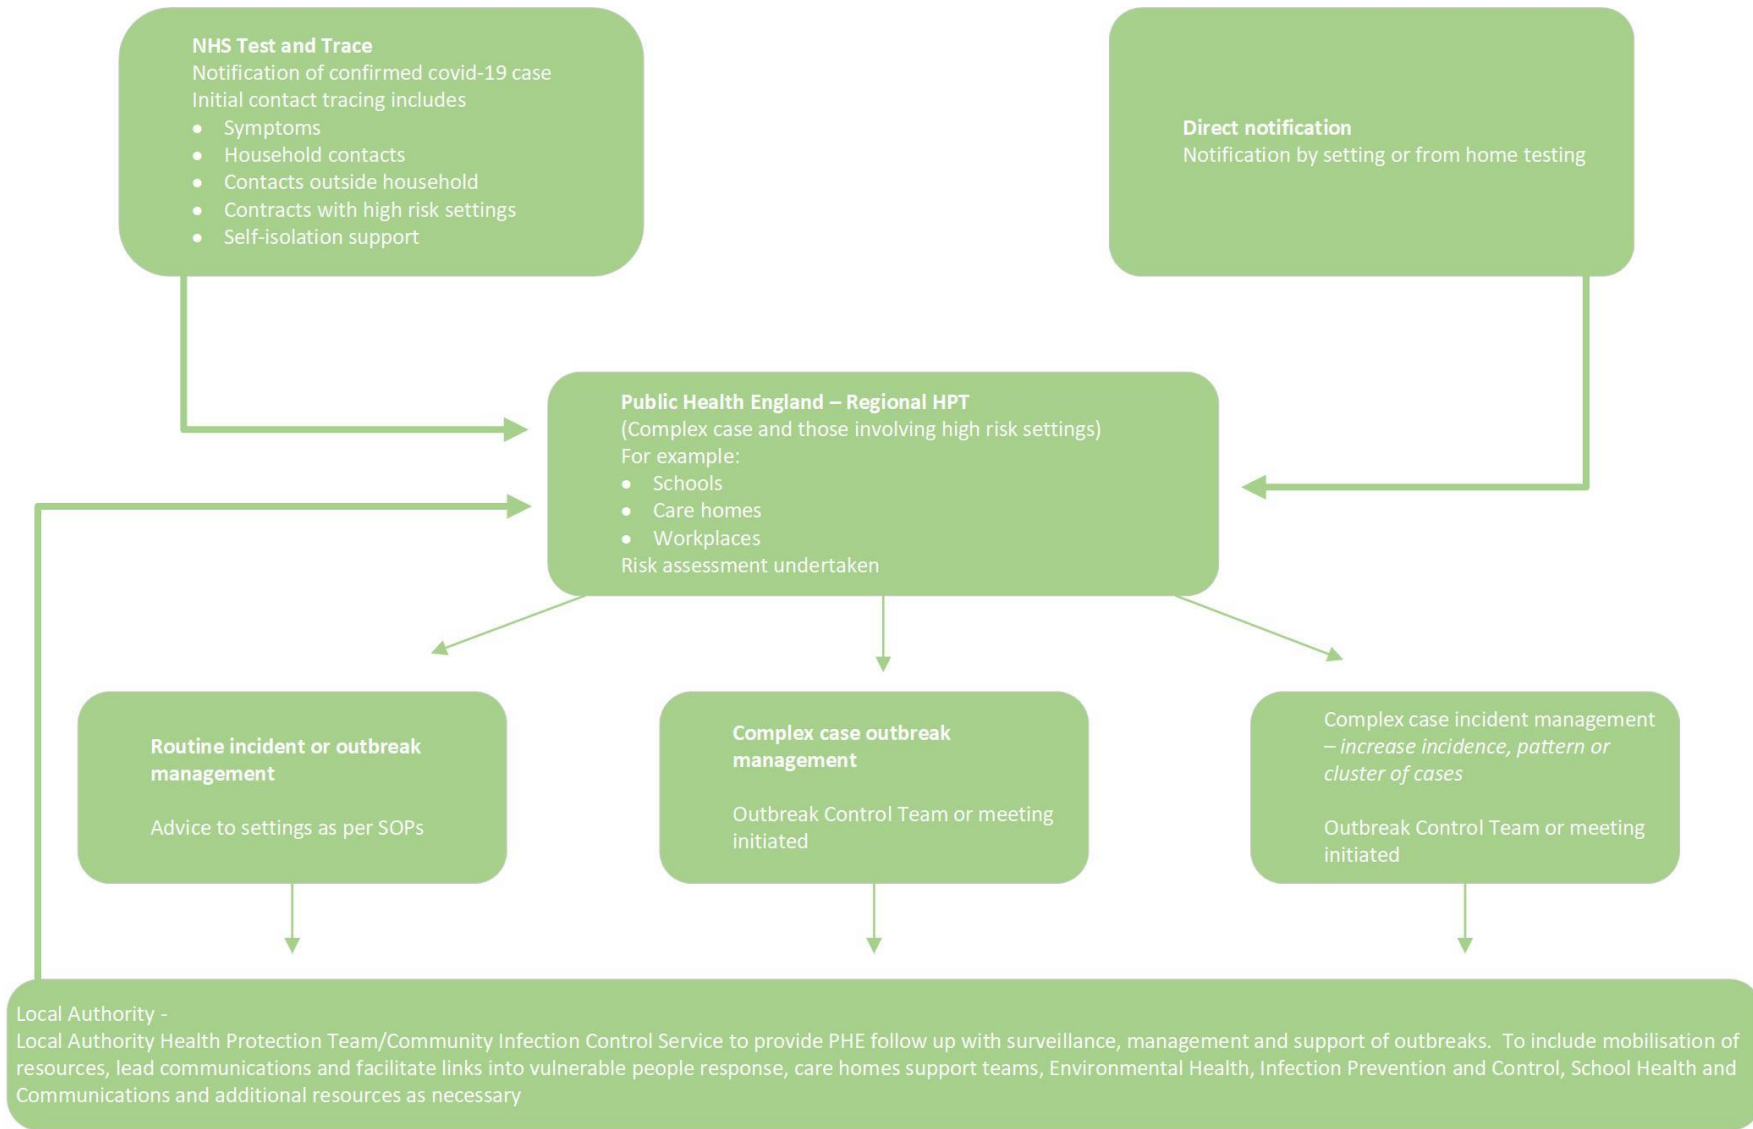 NHS Test and Trace
Notification of confirmed covid-19 case
Initial contact tracing includes
• Symptoms
• Household contacts
• Contacts outside household
• Contracts with high risk settings
• Self-isolation support
Direct notification
Notification by setting or from home testing
Public Health England – Regional HPT
(Complex case and those involving high risk settings)
For example:
• Schools
• Care homes
• Workplaces
Risk assessment undertaken
Routine incident or outbreak
management
Advice to settings as per SOPs
Complex case outbreak
management
Outbreak Control Team or meeting
initiated
Complex case incident management
– increase incidence, pattern or
cluster of cases
Outbreak Control Team or meeting
initiated
Local Authority -
Local Authority Health Protection Team/Community Infection Control Service to provide PHE follow up with surveillance, management and support of outbreaks.  To include mobilisation of
resources, lead communications and facilitate links into vulnerable people response, care homes support teams, Environmental Health, Infection Prevention and Control, School Health and
Communications and additional resources as necessary